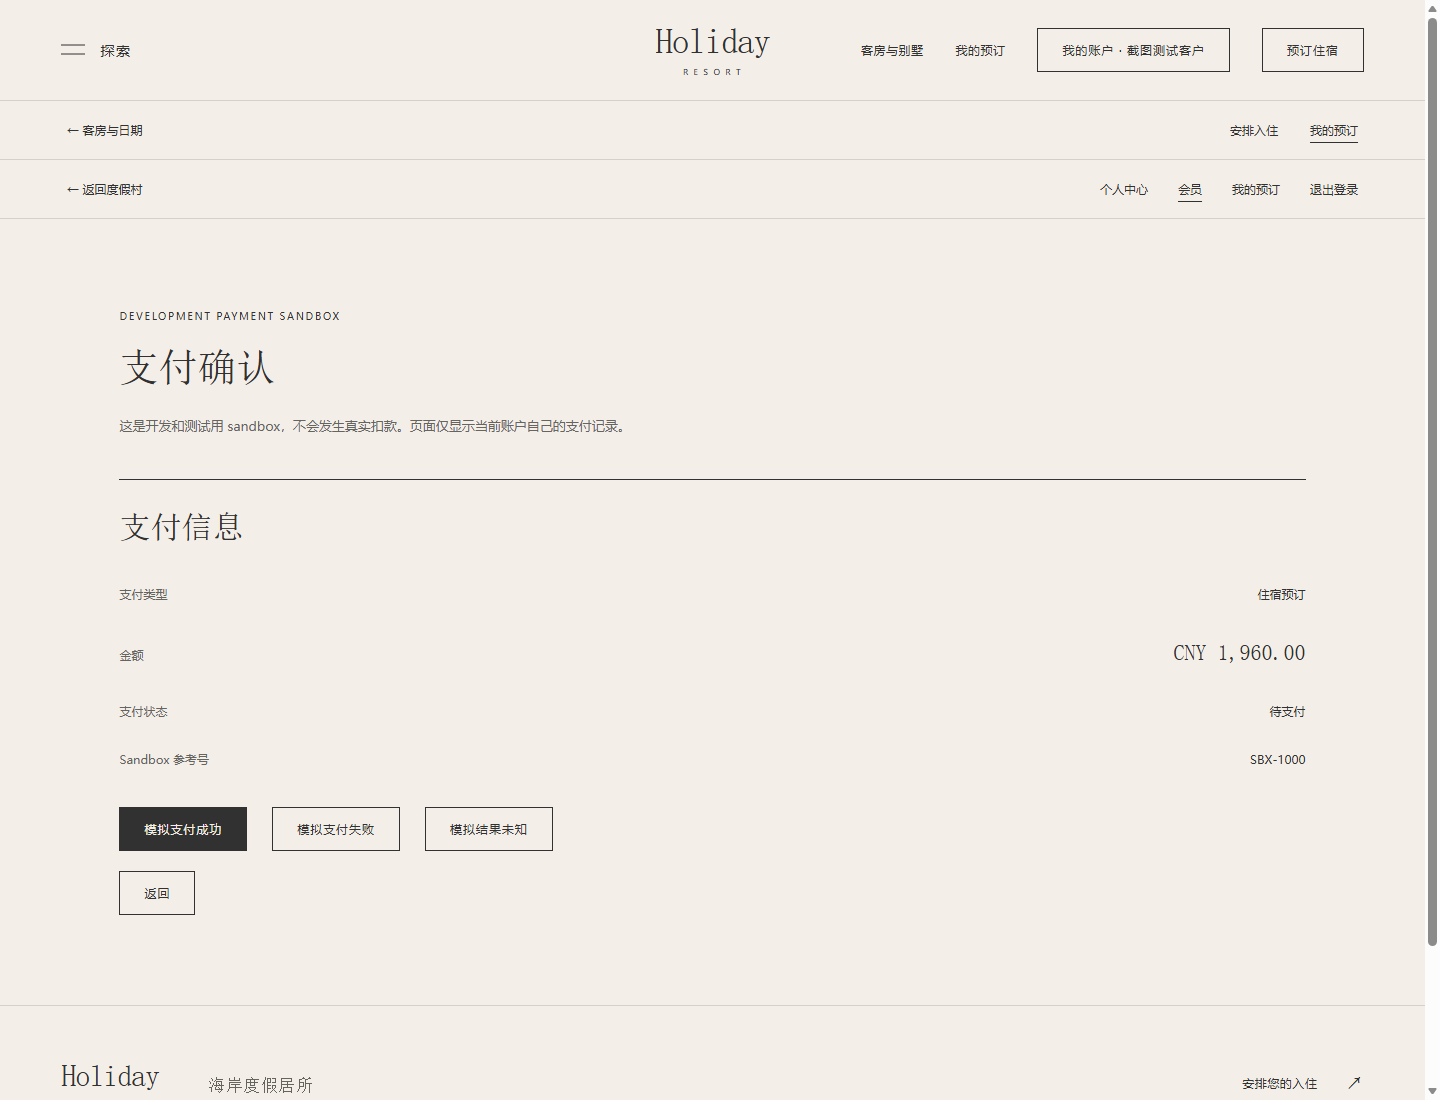 探索
Holiday
RESORT
客房与别墅
我的预订
我的账户 · 截图测试客户
预订住宿
← 客房与日期
安排入住
我的预订
← 返回度假村
个人中心
会员
我的预订
退出登录
DEVELOPMENT PAYMENT SANDBOX
支付确认
这是开发和测试用 sandbox，不会发生真实扣款。页面仅显示当前账户自己的支付记录。
支付信息
支付类型
住宿预订
金额
CNY 1,960.00
支付状态
待支付
Sandbox 参考号
SBX-1000
模拟支付成功
模拟支付失败
模拟结果未知
返回
Holiday
海岸度假居所
安排您的入住 ↗